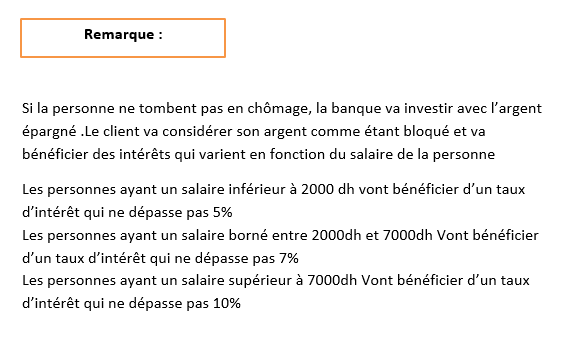 Remarque :
Si la personne ne tombent pas en chômage, la banque va investir avec l’argent
épargné .Le client va considérer son argent comme étant bloqué et va
bénéficier des intérêts qui varient en fonction du salaire de la personne
Les personnes ayant un salaire inférieur à 2000 dh vont bénéficier d’un taux
d’intérêt qui ne dépasse pas 5%
Les personnes ayant un salaire borné entre 2000dh et 7000dh Vont bénéficier
d’un taux d’intérêt qui ne dépasse pas 7%
Les personnes ayant un salaire supérieur à 7000dh Vont bénéficier d’un taux
d’intérêt qui ne dépasse pas 10%